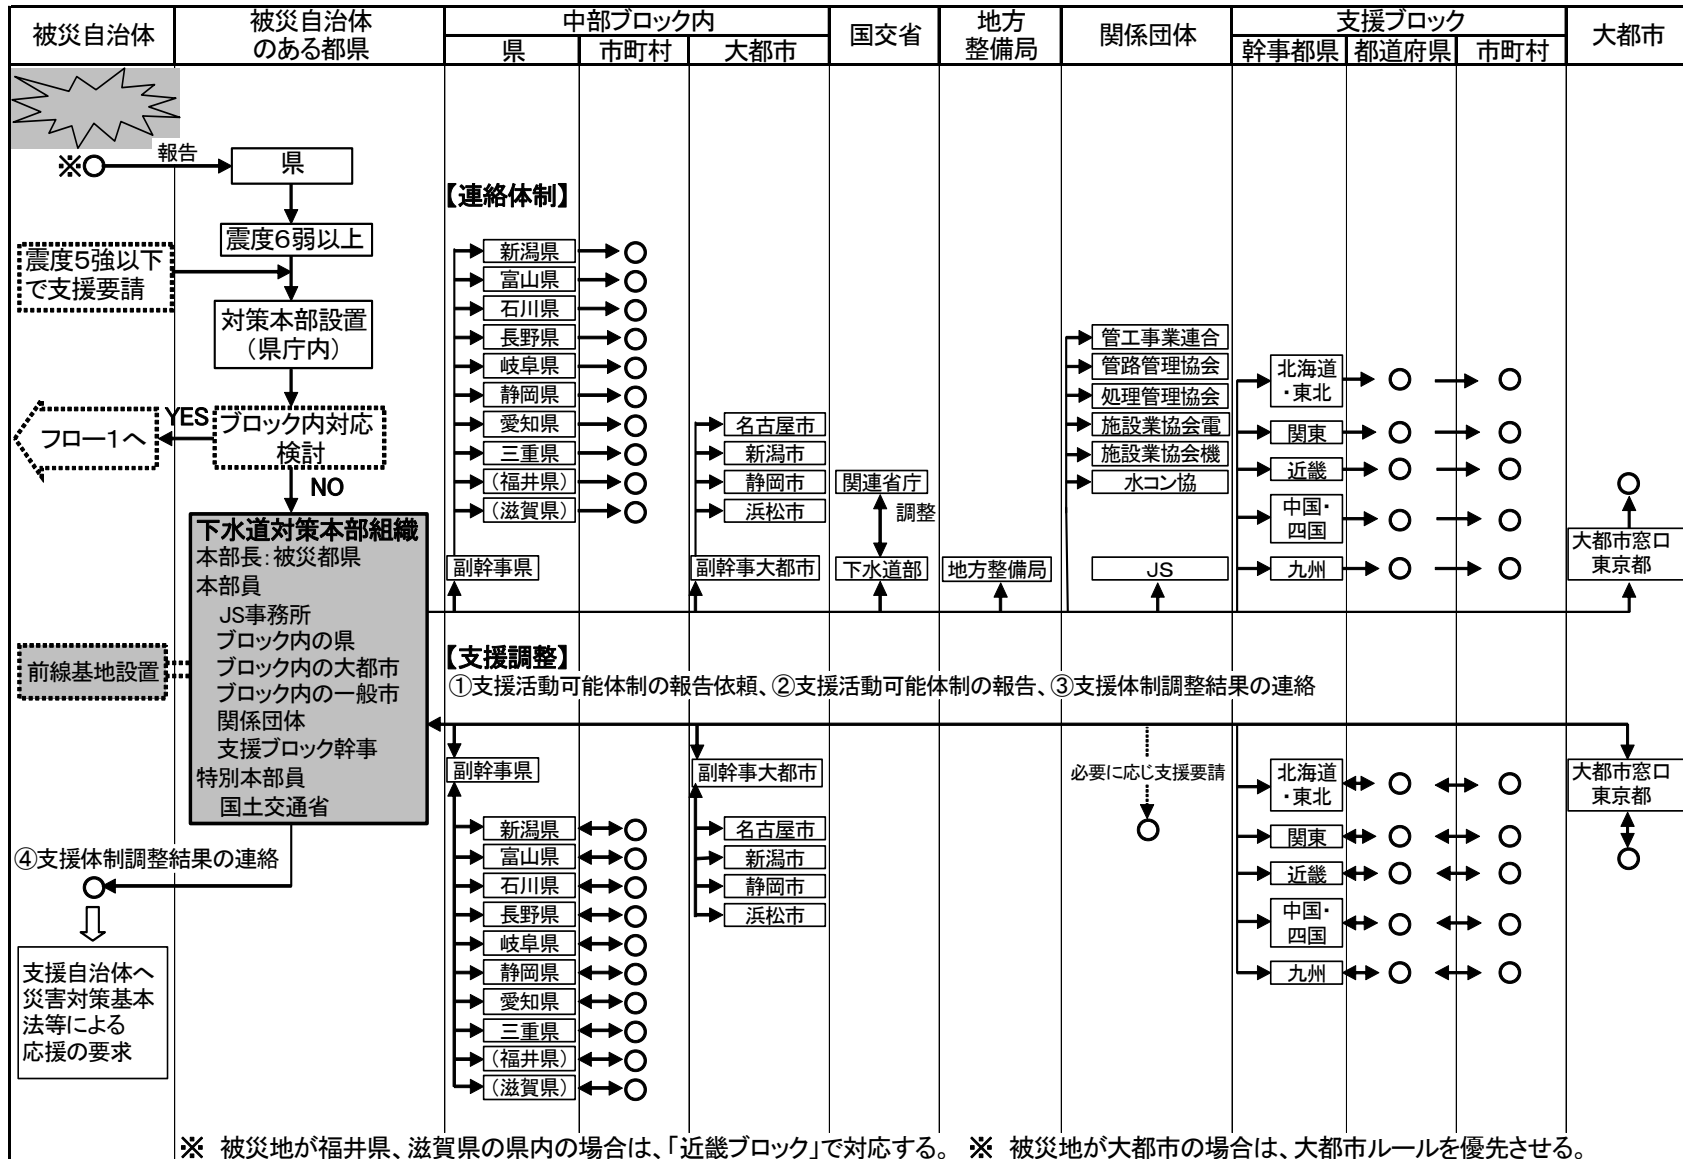 被災自治体
被災自治体
のある都県
中部ブロック内
県
市町村
大都市
国交省
地方
整備局
関係団体
支援ブロック
幹事都県
都道府県
市町村
大都市
※
報告
県
震度6弱以上
震度5強以下
で支援要請
対策本部設置
(県庁内)
ブロック内対応
検討
YES
フロー1へ
NO
下水道対策本部組織
本部長:被災都県
本部員
JS事務所
ブロック内の県
ブロック内の大都市
ブロック内の一般市
関係団体
支援ブロック幹事
特別本部員
国土交通省
前線基地設置
④支援体制調整結果の連絡
支援自治体へ
災害対策基本
法等による
応援の要求
【連絡体制】
新潟県
富山県
石川県
長野県
岐阜県
静岡県
愛知県
三重県
(福井県)
(滋賀県)
副幹事県
名古屋市
新潟市
静岡市
浜松市
副幹事大都市
関連省庁
調整
下水道部
地方整備局
管工事業連合
管路管理協会
処理管理協会
施設業協会電
施設業協会機
水コン協
JS
北海道
・東北
関東
近畿
中国・
四国
九州
大都市窓口
東京都
【支援調整】
①支援活動可能体制の報告依頼、②支援活動可能体制の報告、③支援体制調整結果の連絡
副幹事県
新潟県
富山県
石川県
長野県
岐阜県
静岡県
愛知県
三重県
(福井県)
(滋賀県)
副幹事大都市
名古屋市
新潟市
静岡市
浜松市
必要に応じ支援要請
北海道
・東北
関東
近畿
中国・
四国
九州
大都市窓口
東京都
※ 被災地が福井県、滋賀県の県内の場合は、「近畿ブロック」で対応する。 ※ 被災地が大都市の場合は、大都市ルールを優先させる。